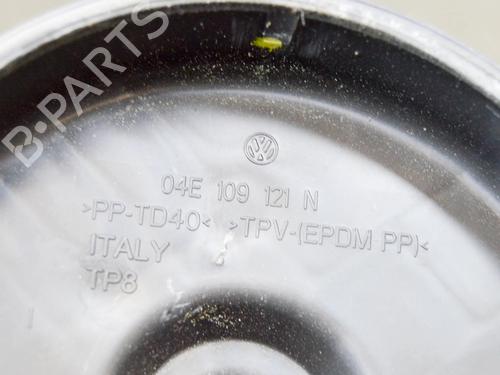 B-PARTS
04E 109 121 N
>PP-TD40< >TPV-(EPDM PP)<
ITALY
TP8